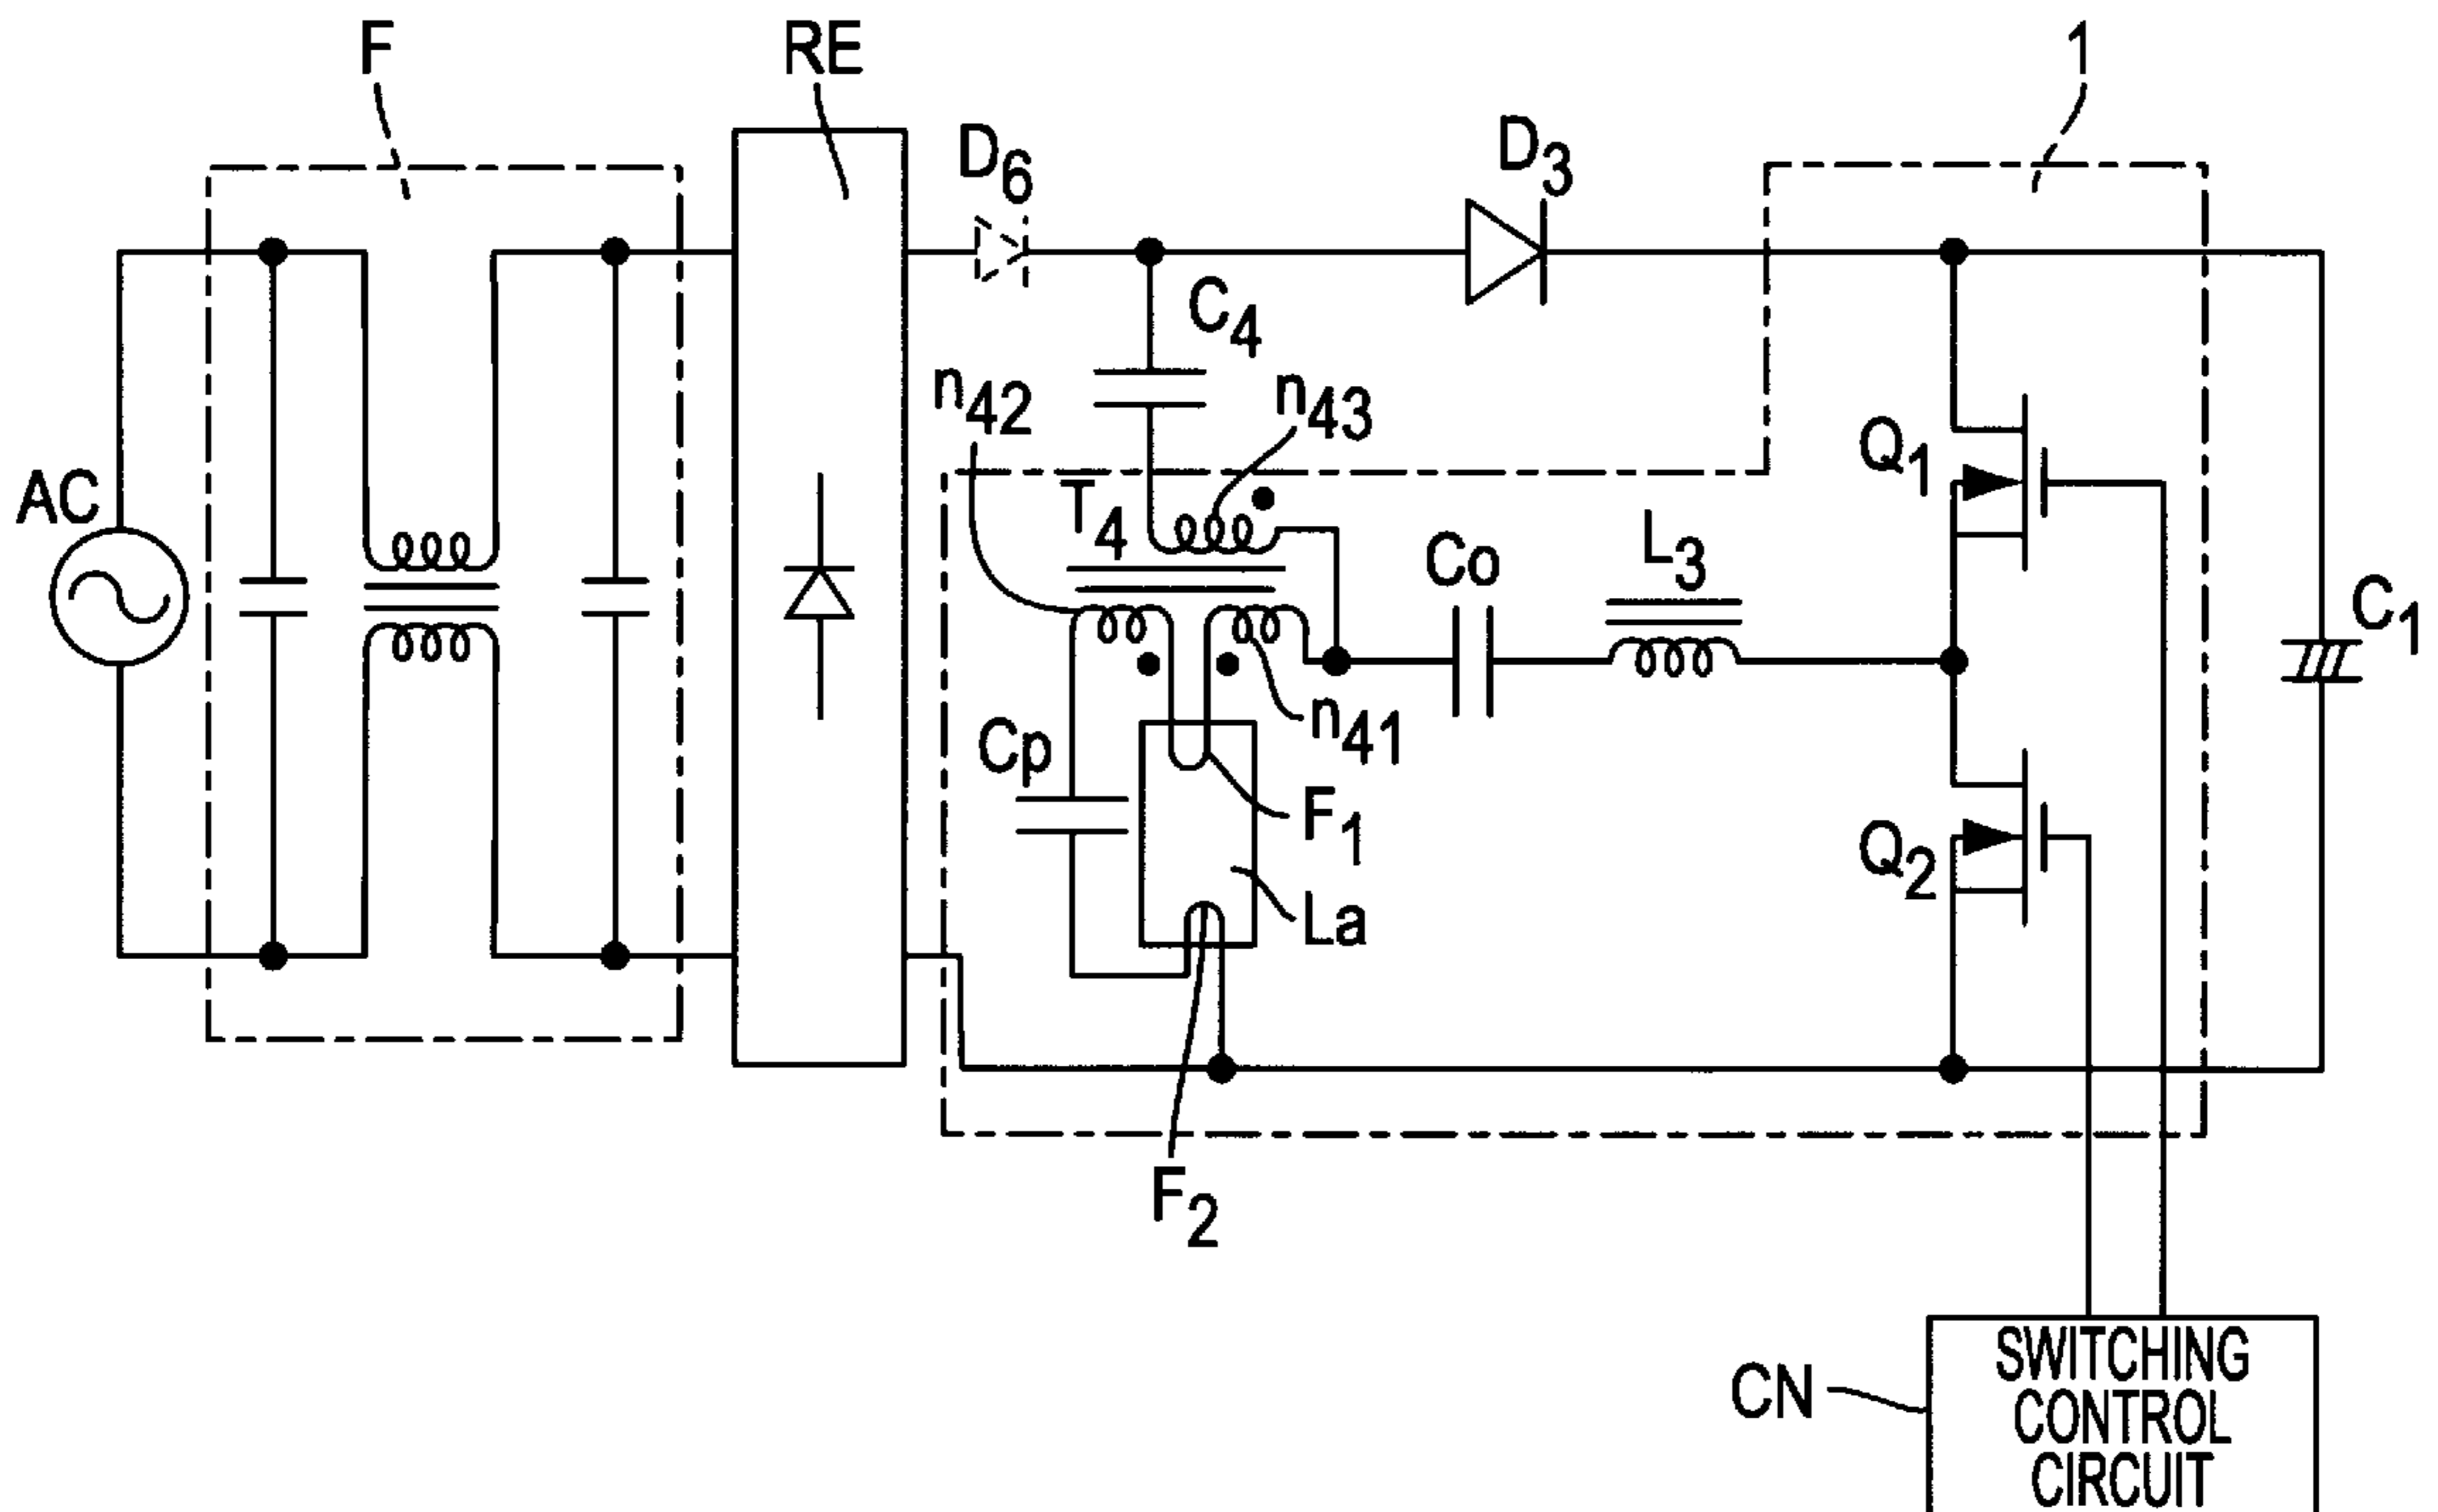 F
RE
1
D6
D3
C4
n42
n43
Q1
AC
T4
Co
L3
C1
Cp
n41
F1
Q2
La
F2
CN
SWITCHING
CONTROL
CIRCUIT